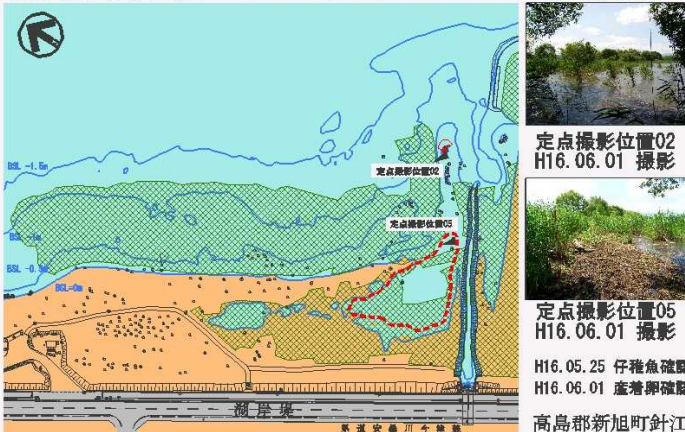 BSL -1.5m
定点撮影位置02
定点撮影位置05
BSL -1m
BSL -0.5m
BSL=0m
湖岸堤
定点撮影位置02
H16.06.01 撮影
定点撮影位置05
H16.06.01 撮影
H16.05.25 仔稚魚確認
H16.06.01 産着卵確認
高島郡新旭町針江